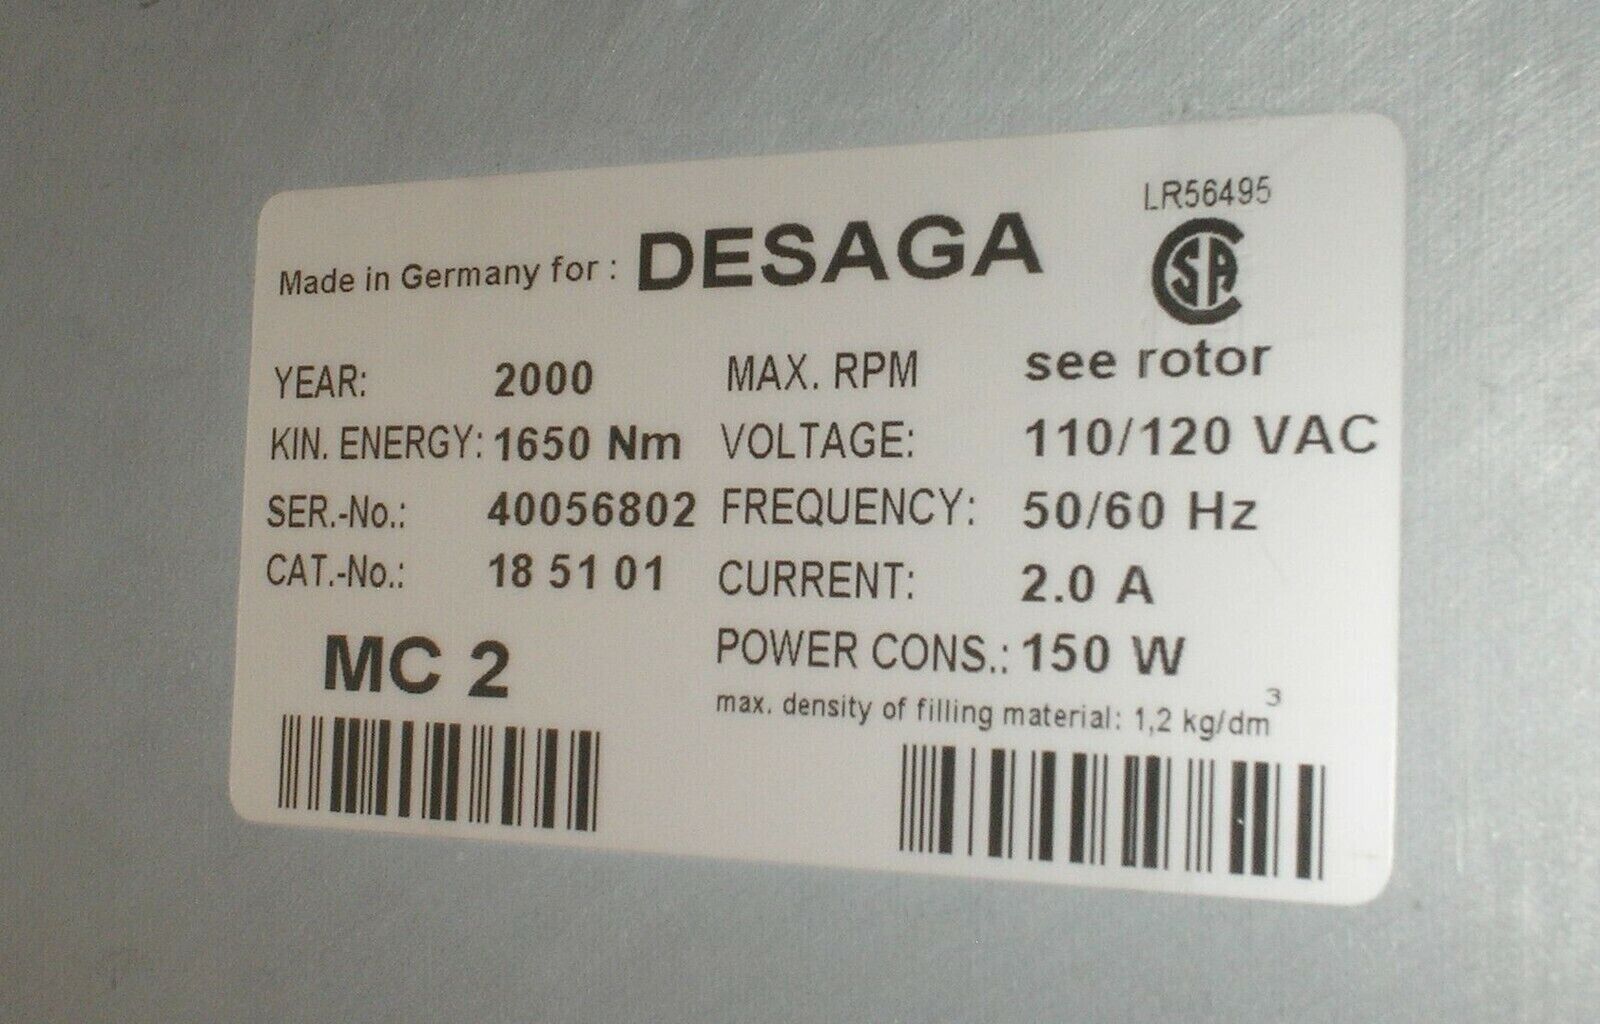 LR56495
Made in Germany for : DESAGA
CSA
YEAR: 2000 MAX. RPM see rotor
KIN. ENERGY: 1650 Nm VOLTAGE: 110/120 VAC
SER.-No.: 40056802 FREQUENCY: 50/60 Hz
CAT.-No.: 18 51 01 CURRENT: 2.0 A
MC 2 POWER CONS.: 150 W
max. density of filling material: 1,2 kg/dm³